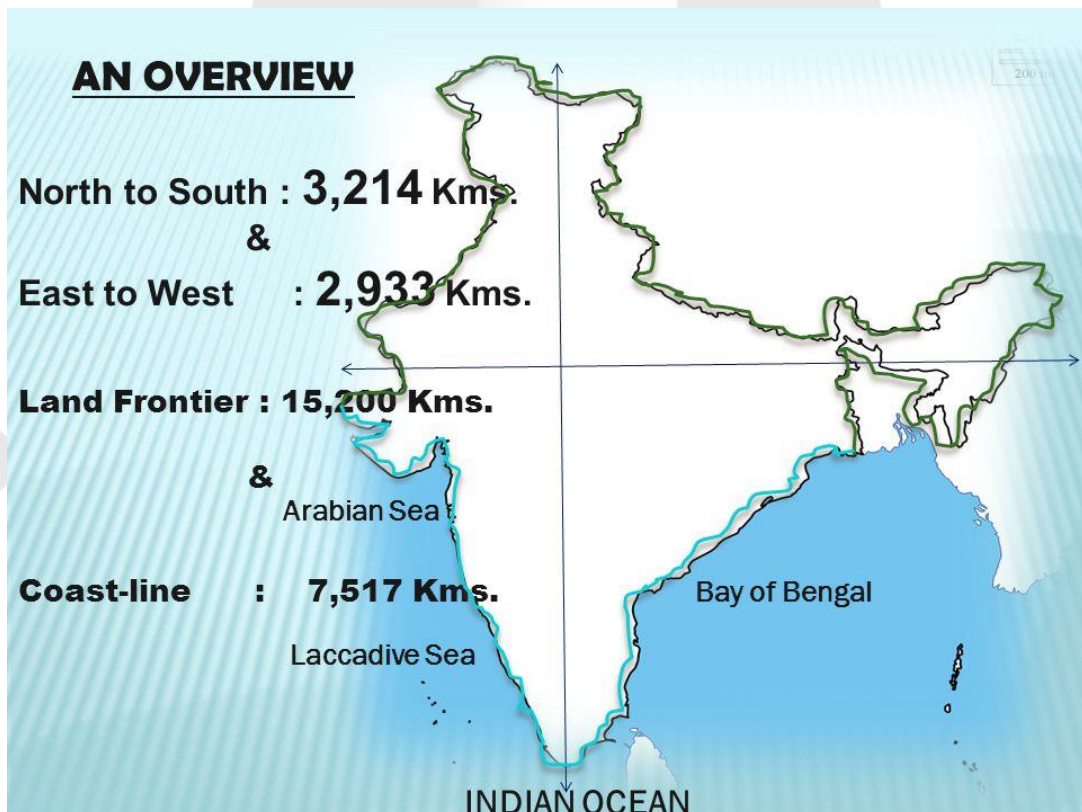 AN OVERVIEW
North to South : 3,214 Kms.
&
East to West : 2,933 Kms.
Land Frontier : 15,200 Kms.
&
Arabian Sea
Coast-line : 7,517 Kms.
Bay of Bengal
Laccadive Sea
INDIAN OCEAN
200